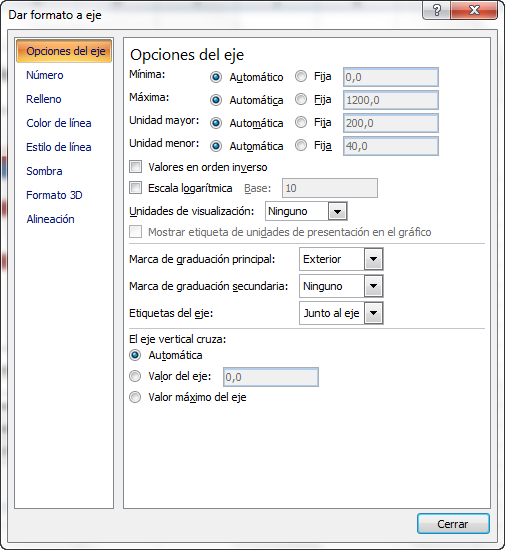 Dar formato a eje
Opciones del eje
Número
Relleno
Color de línea
Estilo de línea
Sombra
Formato 3D
Alineación
Opciones del eje
Mínima: Automático Fija 0,0
Máxima: Automática Fija 1200,0
Unidad mayor: Automática Fija 200,0
Unidad menor: Automática Fija 40,0
Valores en orden inverso
Escala logarítmica Base: 10
Unidades de visualización: Ninguno
Mostrar etiqueta de unidades de presentación en el gráfico
Marca de graduación principal: Exterior
Marca de graduación secundaria: Ninguno
Etiquetas del eje: Junto al eje
El eje vertical cruza:
Automática
Valor del eje: 0,0
Valor máximo del eje
Cerrar